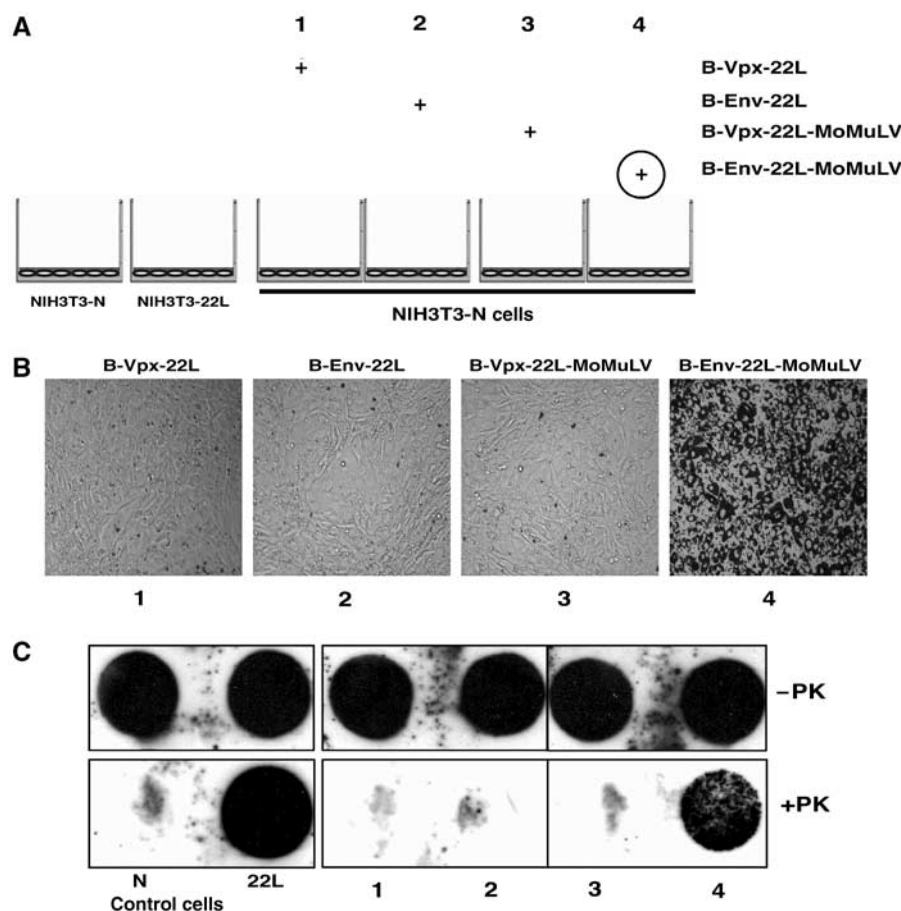 A
1 2 3 4
+ B-Vpx-22L
+ B-Env-22L
+ B-Vpx-22L-MoMuLV
+ B-Env-22L-MoMuLV
NIH3T3-N NIH3T3-22L
NIH3T3-N cells
B
B-Vpx-22L B-Env-22L B-Vpx-22L-MoMuLV B-Env-22L-MoMuLV
1 2 3 4
C
−PK
+PK
N 22L 1 2 3 4
Control cells